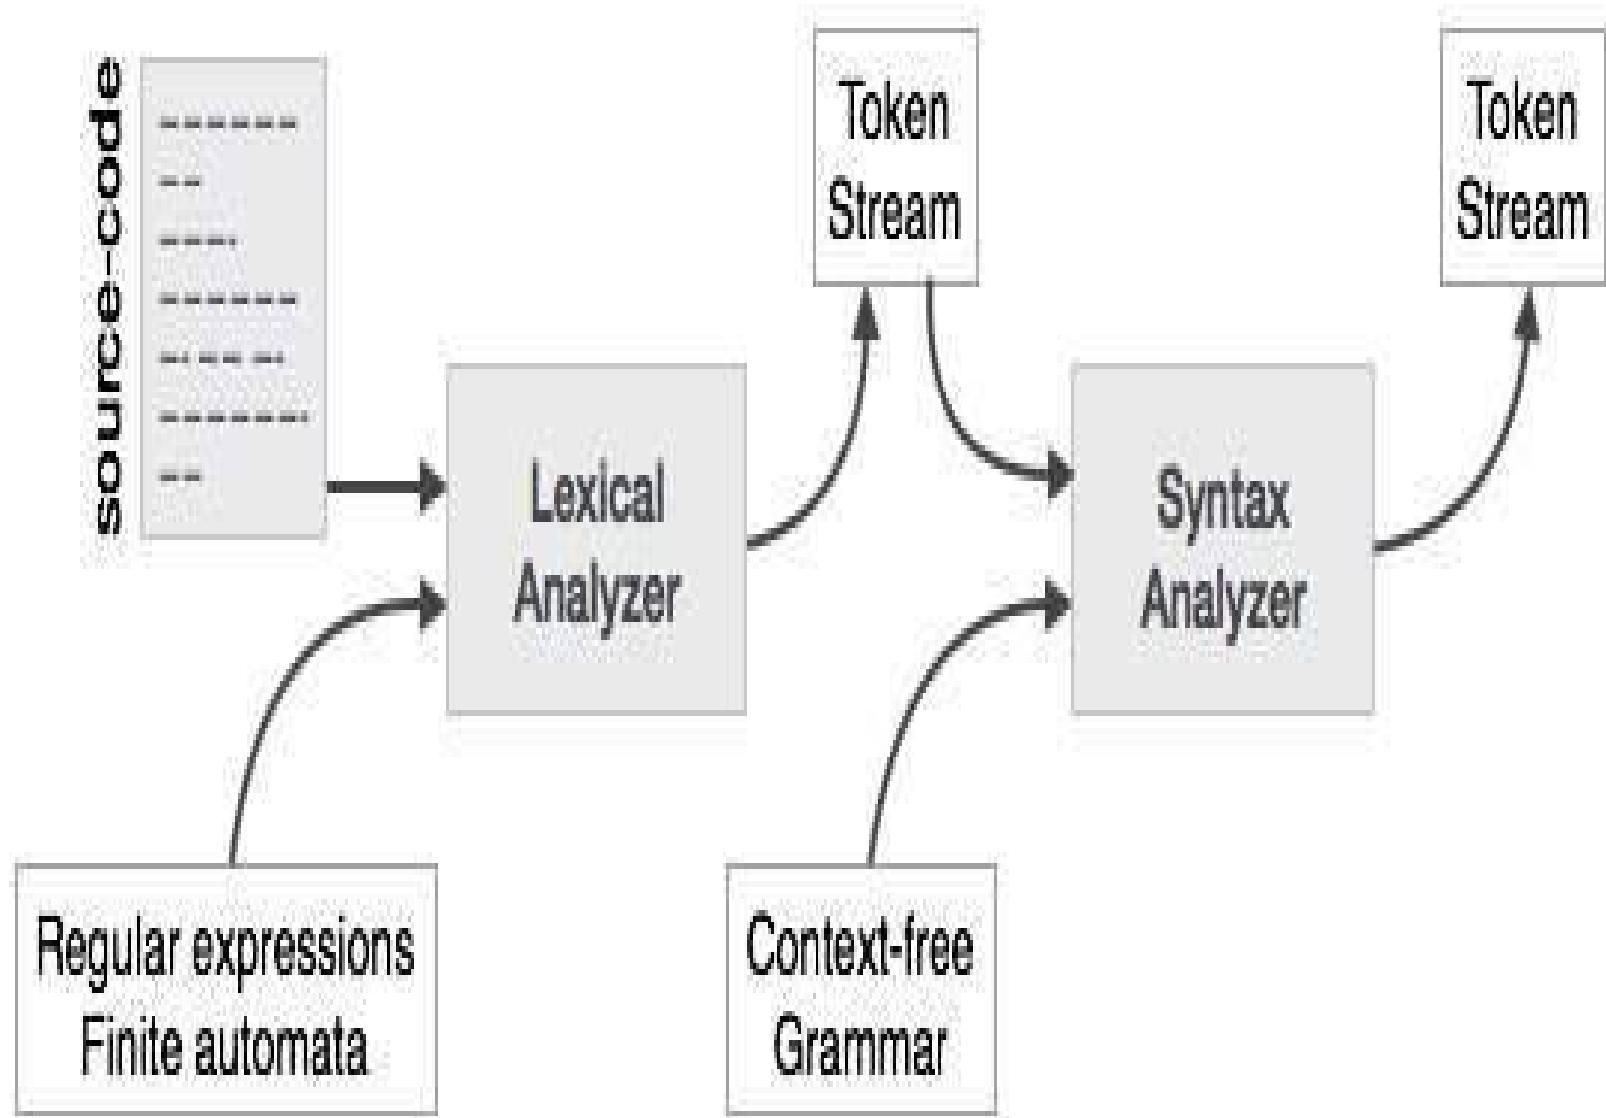 source-code
Token
Stream
Token
Stream
Lexical
Analyzer
Syntax
Analyzer
Regular expressions
Finite automata
Context-free
Grammar